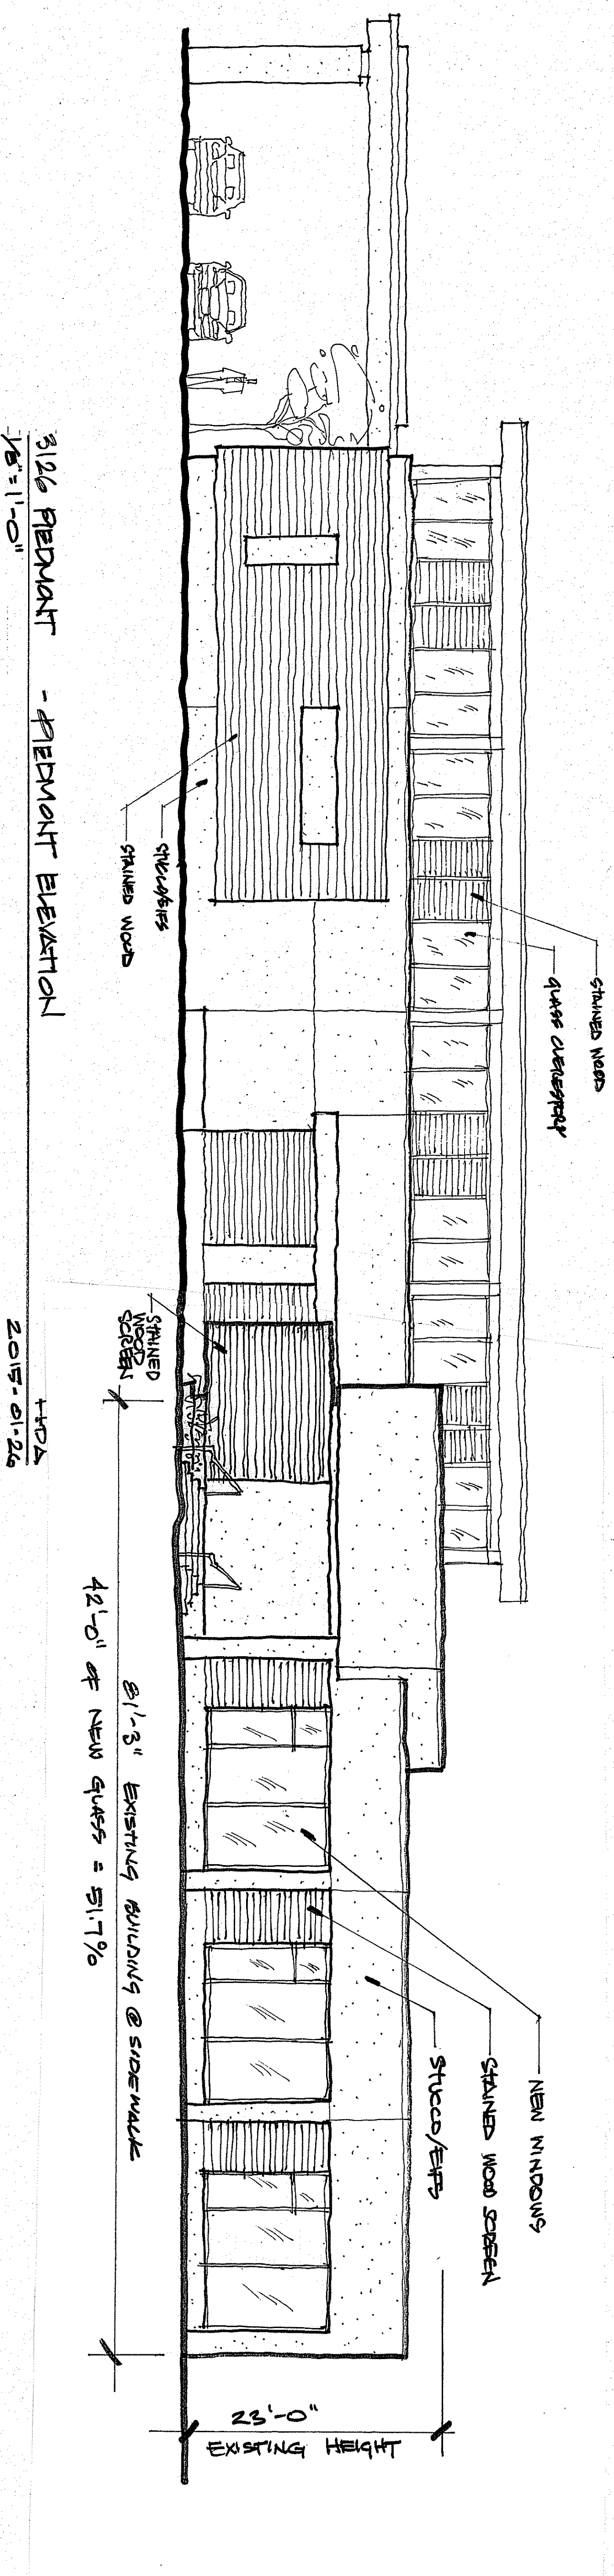 STAINED WOOD
GLASS CLERESTORY
NEW WINDOWS
STAINED WOOD SCREEN
STUCCO/EIFS
23'-0"
EXISTING HEIGHT
STUCCO/EIFS
STAINED WOOD
STAINED
WOOD
SCREEN
81'-3" EXISTING BUILDING @ SIDEWALK
42'-0" OF NEW GLASS = 51.7%
3126 PIEDMONT - PIEDMONT ELEVATION
1/8" = 1'-0"
HPA
2015-01-26